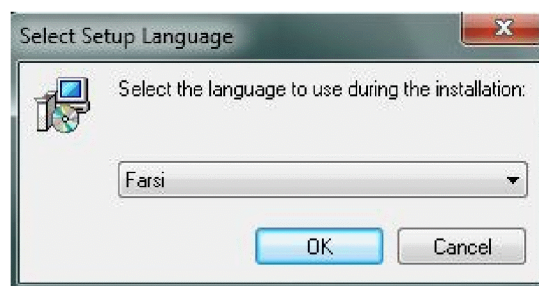 Select Setup Language
Select the language to use during the installation:
Farsi
OK
Cancel